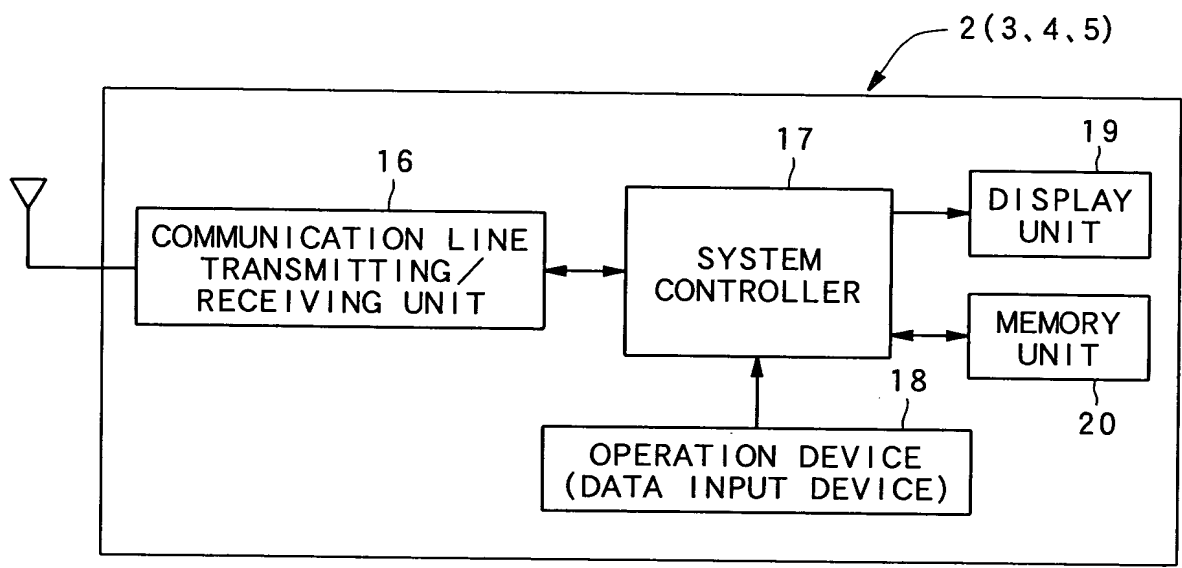 2(3、4、5)
16
17
19
COMMUNICATION LINE
TRANSMITTING/
RECEIVING UNIT
SYSTEM
CONTROLLER
DISPLAY
UNIT
MEMORY
UNIT
18
20
OPERATION DEVICE
(DATA INPUT DEVICE)